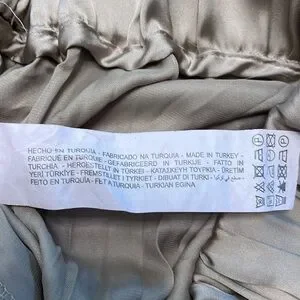 HECHO EN TURQUIA - FABRICADO NA TURQUIA - MADE IN TURKEY -
FABRIQUE EN TURQUIE - GEFABRICEERD IN TURKIJE - FATTO IN
TURCHIA - HERGESTELLT IN TÜRKEI - ΚΑΤΑΣΚΕΥΗ ΤΟΥΡΚΙΑ - ÜRETİM
YERİ TÜRKİYE - FREMSTILLET I TYRKIET - DIBUAT DI TURKI -
FEITO EN TURQUÍA - FET A TURQUIA - TURKIAN EGINA